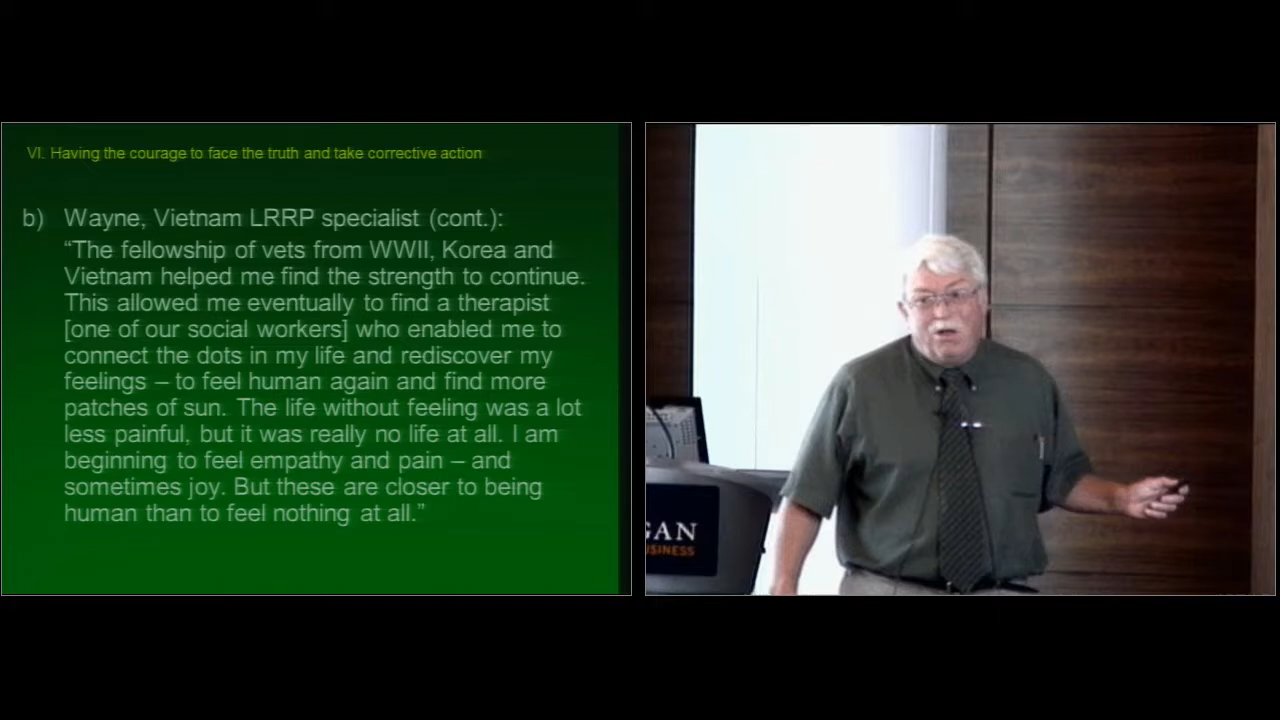 VI. Having the courage to face the truth and take corrective action
b) Wayne, Vietnam LRRP specialist (cont.):
“The fellowship of vets from WWII, Korea and
Vietnam helped me find the strength to continue.
This allowed me eventually to find a therapist
[one of our social workers] who enabled me to
connect the dots in my life and rediscover my
feelings – to feel human again and find more
patches of sun. The life without feeling was a lot
less painful, but it was really no life at all. I am
beginning to feel empathy and pain – and
sometimes joy. But these are closer to being
human than to feel nothing at all.”
GAN
USINESS